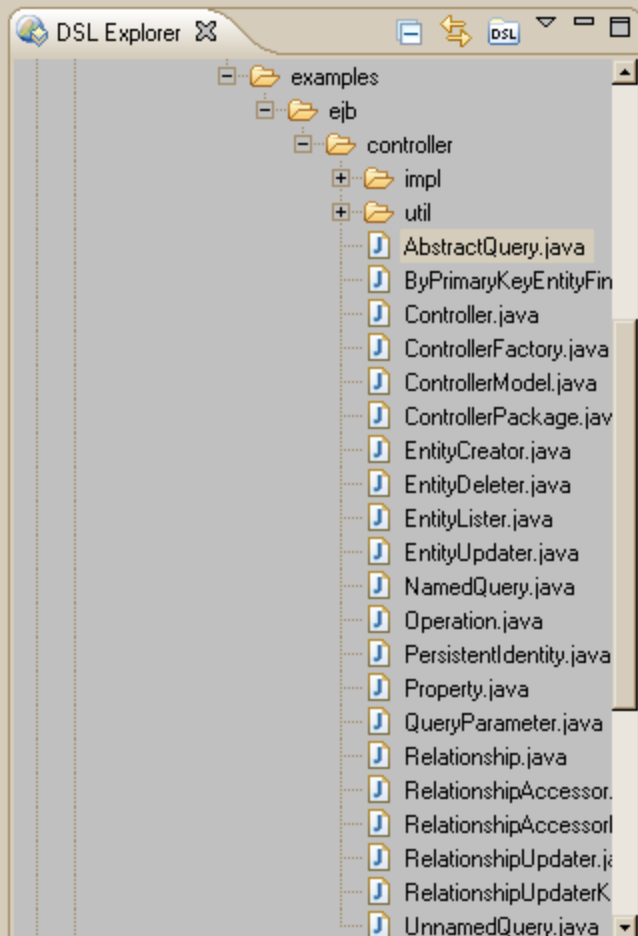 DSL Explorer
DSL
examples
ejb
controller
impl
util
AbstractQuery.java
ByPrimaryKeyEntityFin
Controller.java
ControllerFactory.java
ControllerModel.java
ControllerPackage.jav
EntityCreator.java
EntityDeleter.java
EntityLister.java
EntityUpdater.java
NamedQuery.java
Operation.java
PersistentIdentity.java
Property.java
QueryParameter.java
Relationship.java
RelationshipAccessor.
RelationshipAccessorI
RelationshipUpdater.ja
RelationshipUpdaterK
UnnamedQuery.java